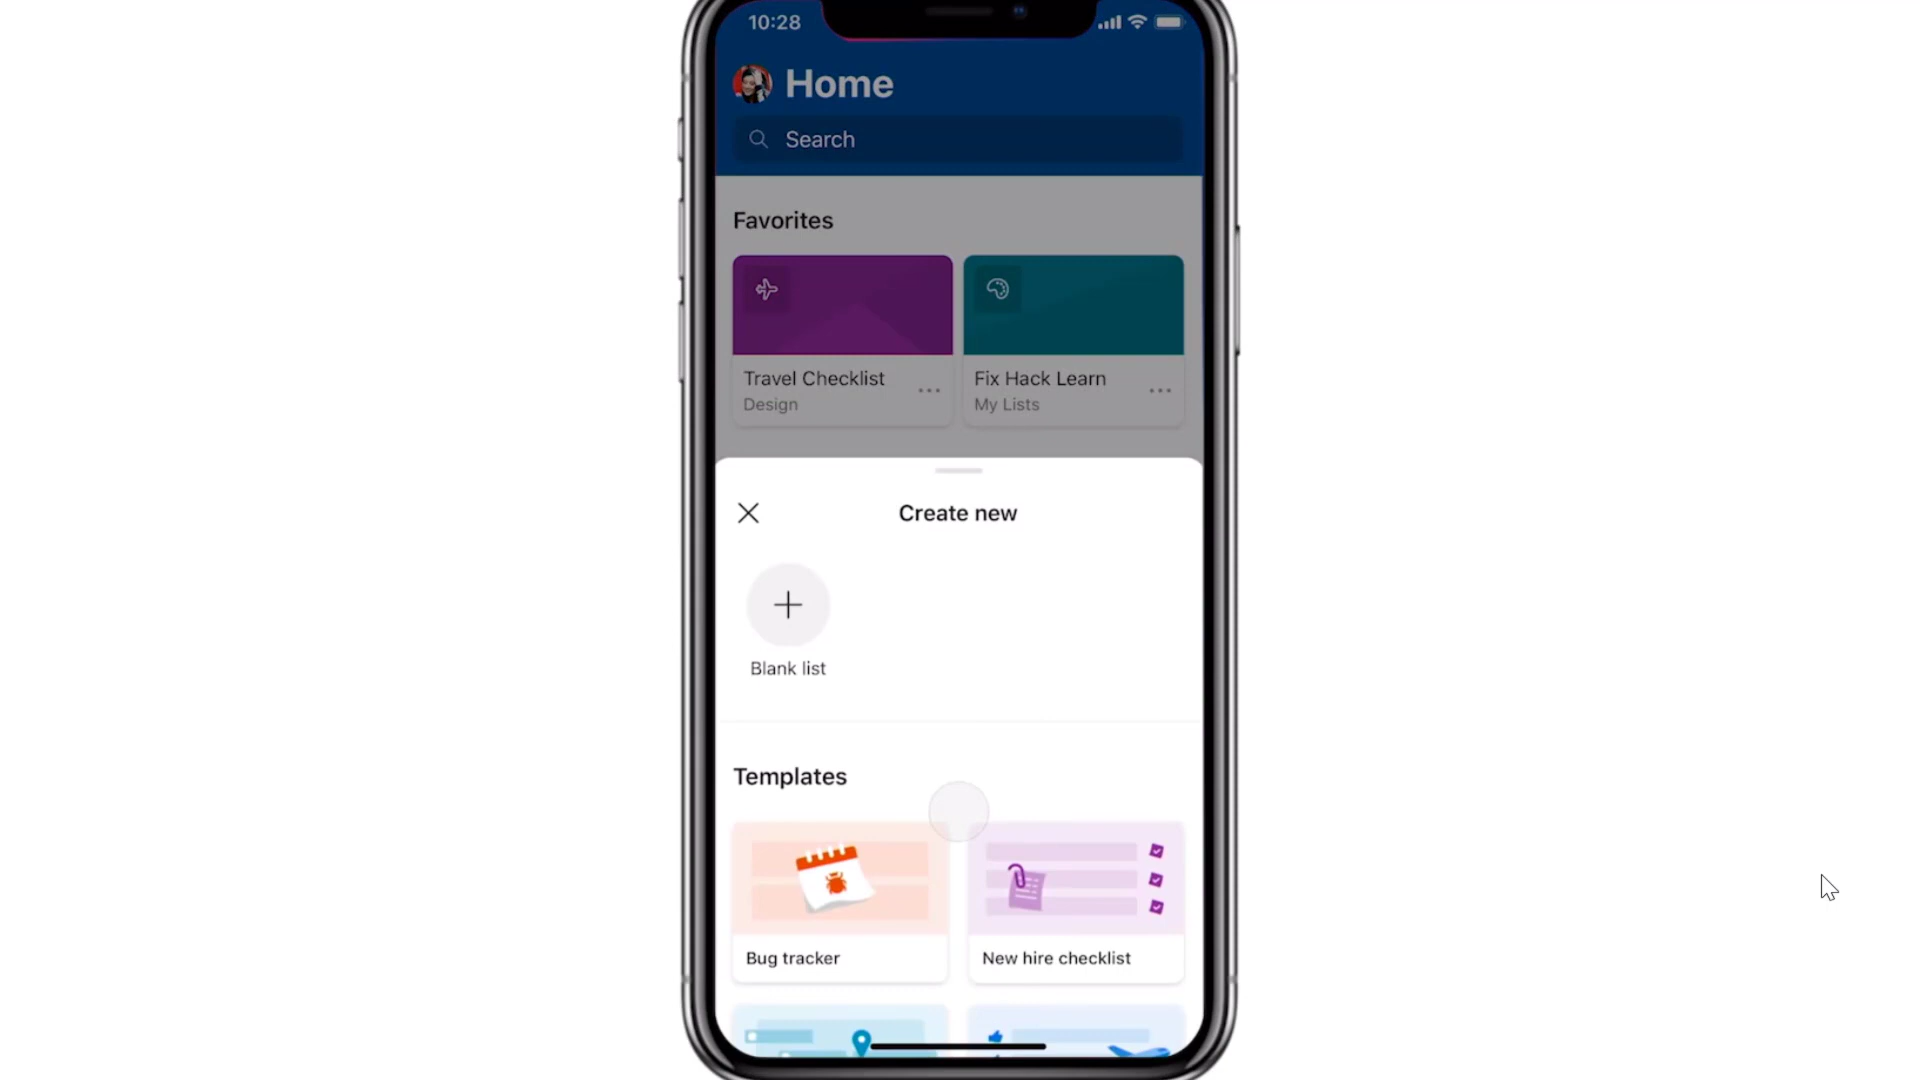 10:28
Home
Search
Favorites
Travel Checklist
Design
Fix Hack Learn
My Lists
Create new
Blank list
Templates
Bug tracker
New hire checklist